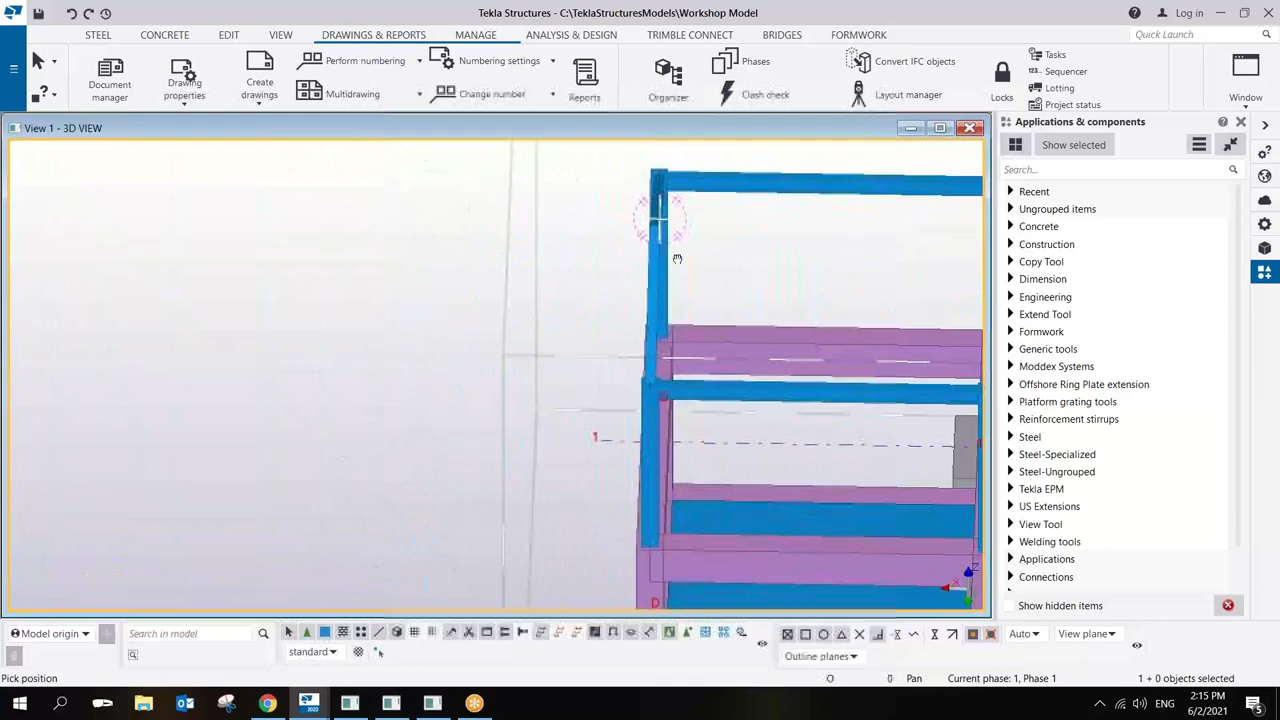 Tekla Structures - C:\TeklaStructuresModels\Workshop Model
Log in
STEEL CONCRETE EDIT VIEW DRAWINGS & REPORTS MANAGE ANALYSIS & DESIGN TRIMBLE CONNECT BRIDGES FORMWORK
Quick Launch
Document manager
Drawing properties
Create drawings
Perform numbering
Multidrawing
Numbering settings
Change number
Reports
Organizer
Phases
Clash check
Convert IFC objects
Layout manager
Locks
Tasks
Sequencer
Lotting
Project status
Window
View 1 - 3D VIEW
1
D
X
Z
Applications & components
Show selected
Search...
Recent
Ungrouped items
Concrete
Construction
Copy Tool
Dimension
Engineering
Extend Tool
Formwork
Generic tools
Moddex Systems
Offshore Ring Plate extension
Platform grating tools
Reinforcement stirrups
Steel
Steel-Specialized
Steel-Ungrouped
Tekla EPM
US Extensions
View Tool
Welding tools
Applications
Connections
Show hidden items
Model origin
Search in model
standard
Auto
View plane
Outline planes
Pick position
Pan
Current phase: 1, Phase 1
1 + 0 objects selected
2020
ENG
2:15 PM
6/2/2021
5